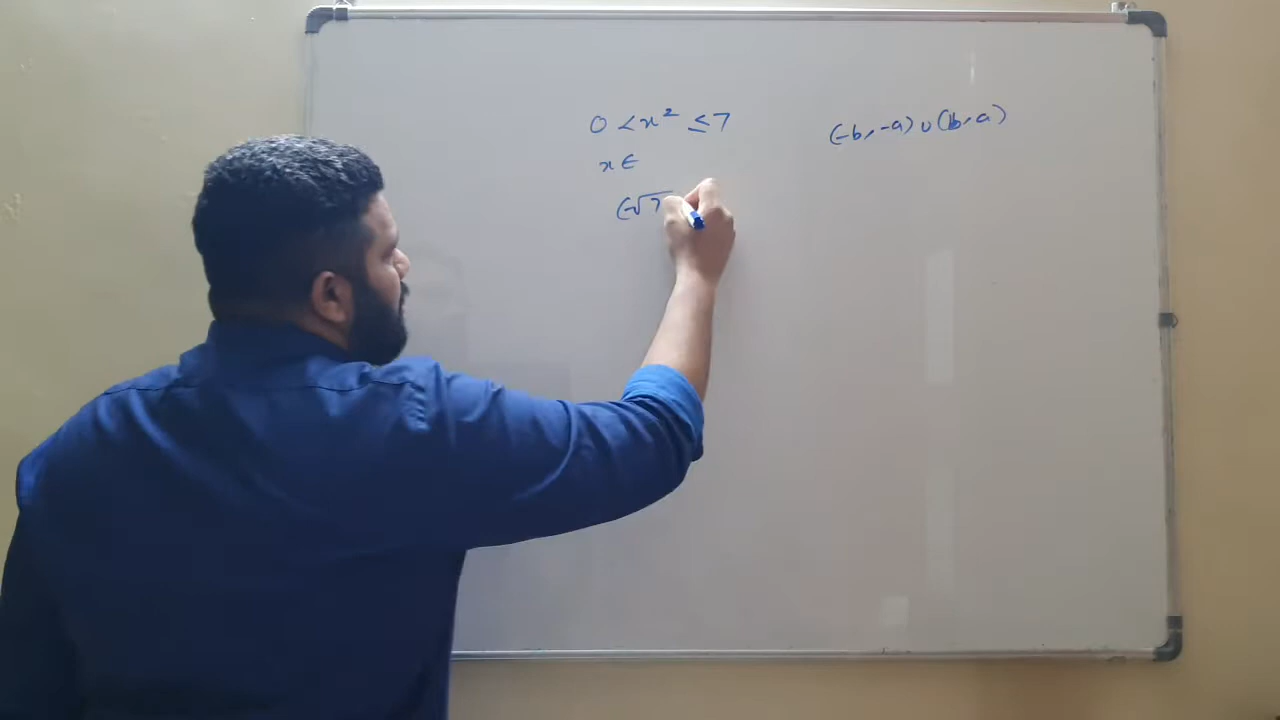 0 < x² ≤ 7
(-b, -a) ∪ (b, a)
x ∈
(-√7